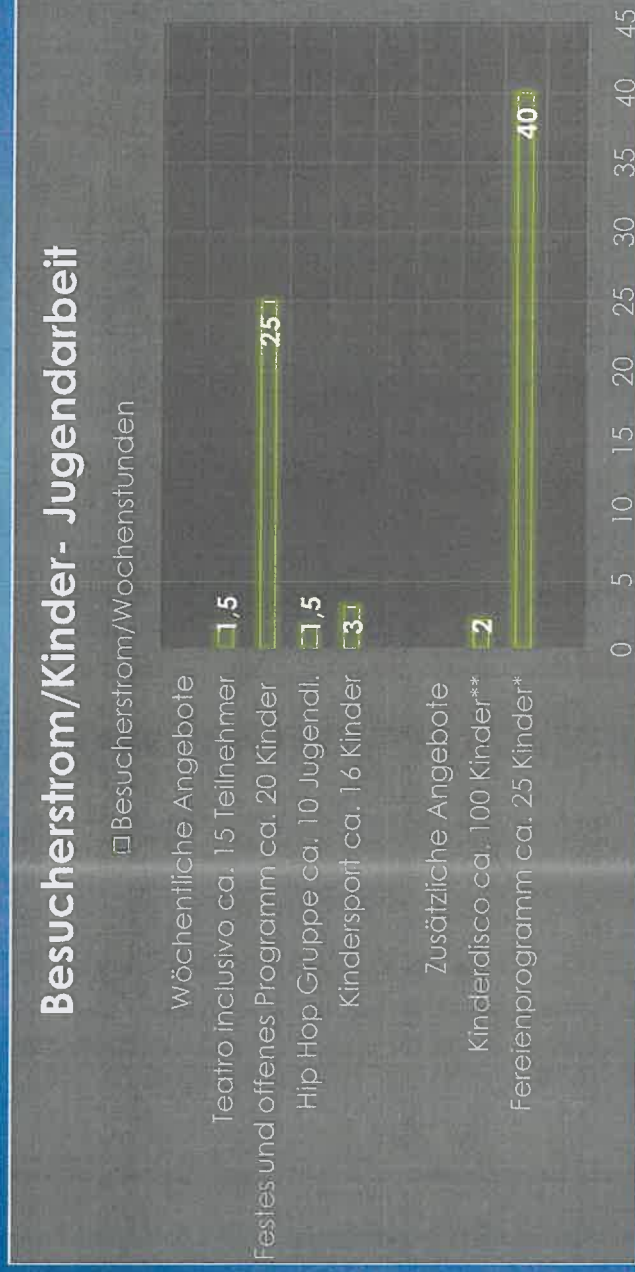 Besucherstrom/Kinder- Jugendarbeit
Besucherstrom/Wochenstunden
Wöchentliche Angebote
Teatro inclusivo ca. 15 Teilnehmer 1,5
Festes und offenes Programm ca. 20 Kinder 25
Hip Hop Gruppe ca. 10 Jugendl. 1,5
Kindersport ca. 16 Kinder 3
Zusätzliche Angebote
Kinderdisco ca. 100 Kinder** 2
Fereienprogramm ca. 25 Kinder* 40
0 5 10 15 20 25 30 35 40 45